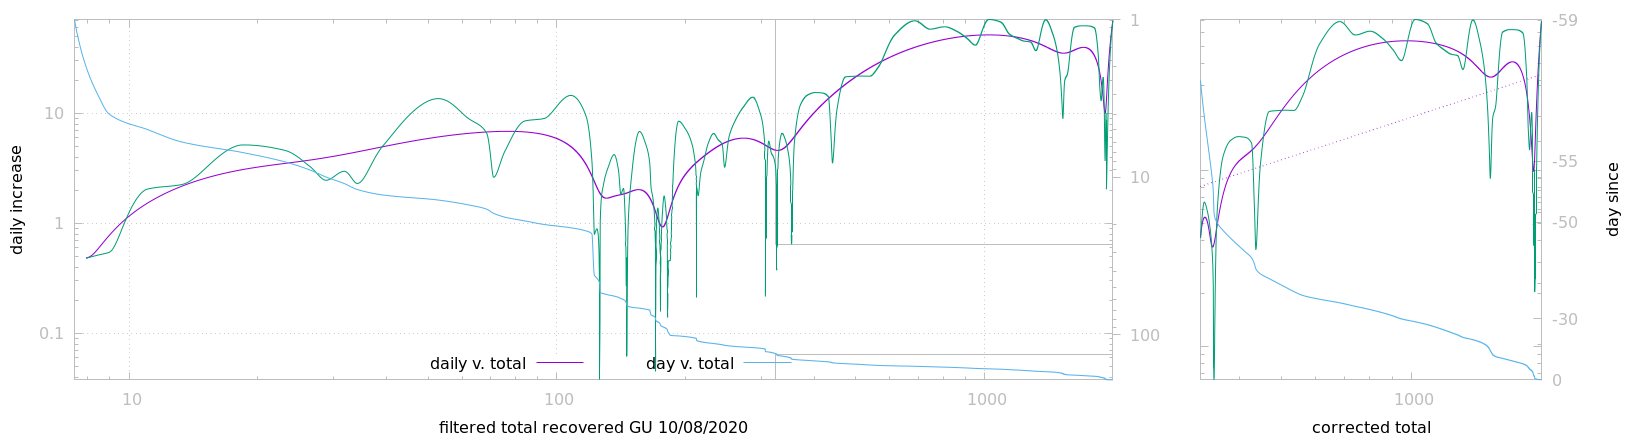 daily increase
10
1
0.1
daily v. total
day v. total
10
100
1000
filtered total recovered GU 10/08/2020
1
10
100
1000
corrected total
-59
-55
-50
-30
0
day since